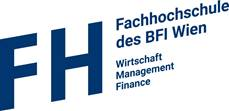 FH
Fachhochschule
des BFI Wien
Wirtschaft
Management
Finance